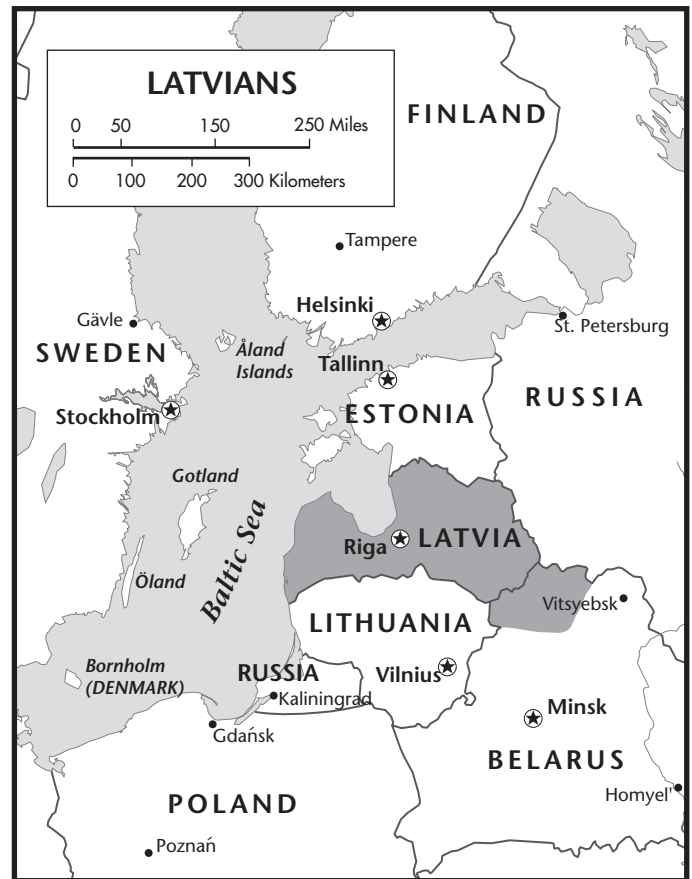 LATVIANS
0 50 150 250 Miles
0 100 200 300 Kilometers
FINLAND
Tampere
Helsinki
Gävle
St. Petersburg
SWEDEN
Åland
Islands
Tallinn
RUSSIA
Stockholm
ESTONIA
Gotland
Baltic Sea
Riga
LATVIA
Öland
Vitsyebsk
LITHUANIA
Bornholm
(DENMARK)
RUSSIA
Vilnius
Kaliningrad
Minsk
Gdańsk
BELARUS
Homyel'
POLAND
Poznań